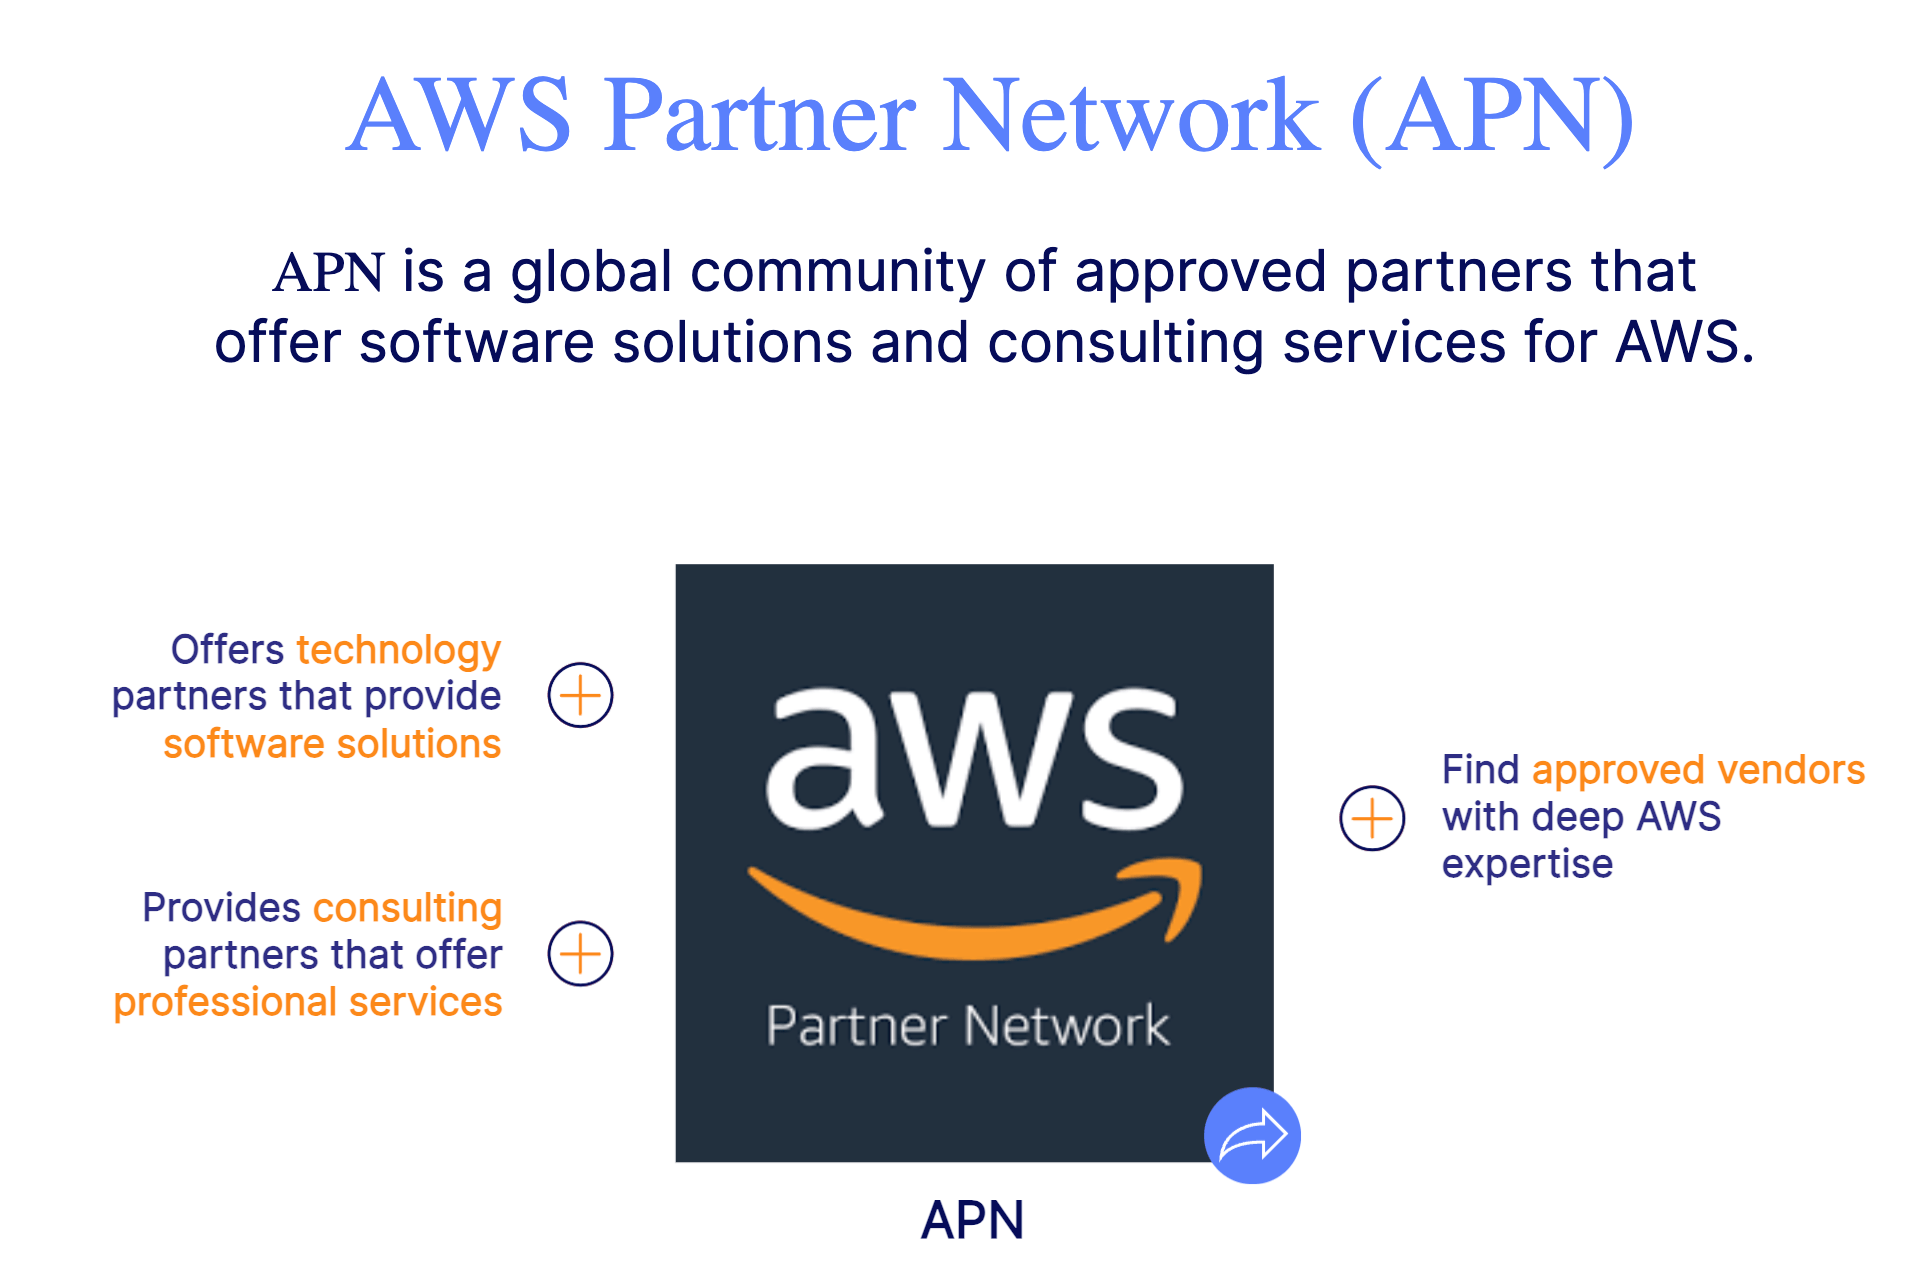 AWS Partner Network (APN)
APN is a global community of approved partners that
offer software solutions and consulting services for AWS.
Offers technology
partners that provide
software solutions
Provides consulting
partners that offer
professional services
aws
Partner Network
APN
Find approved vendors
with deep AWS
expertise